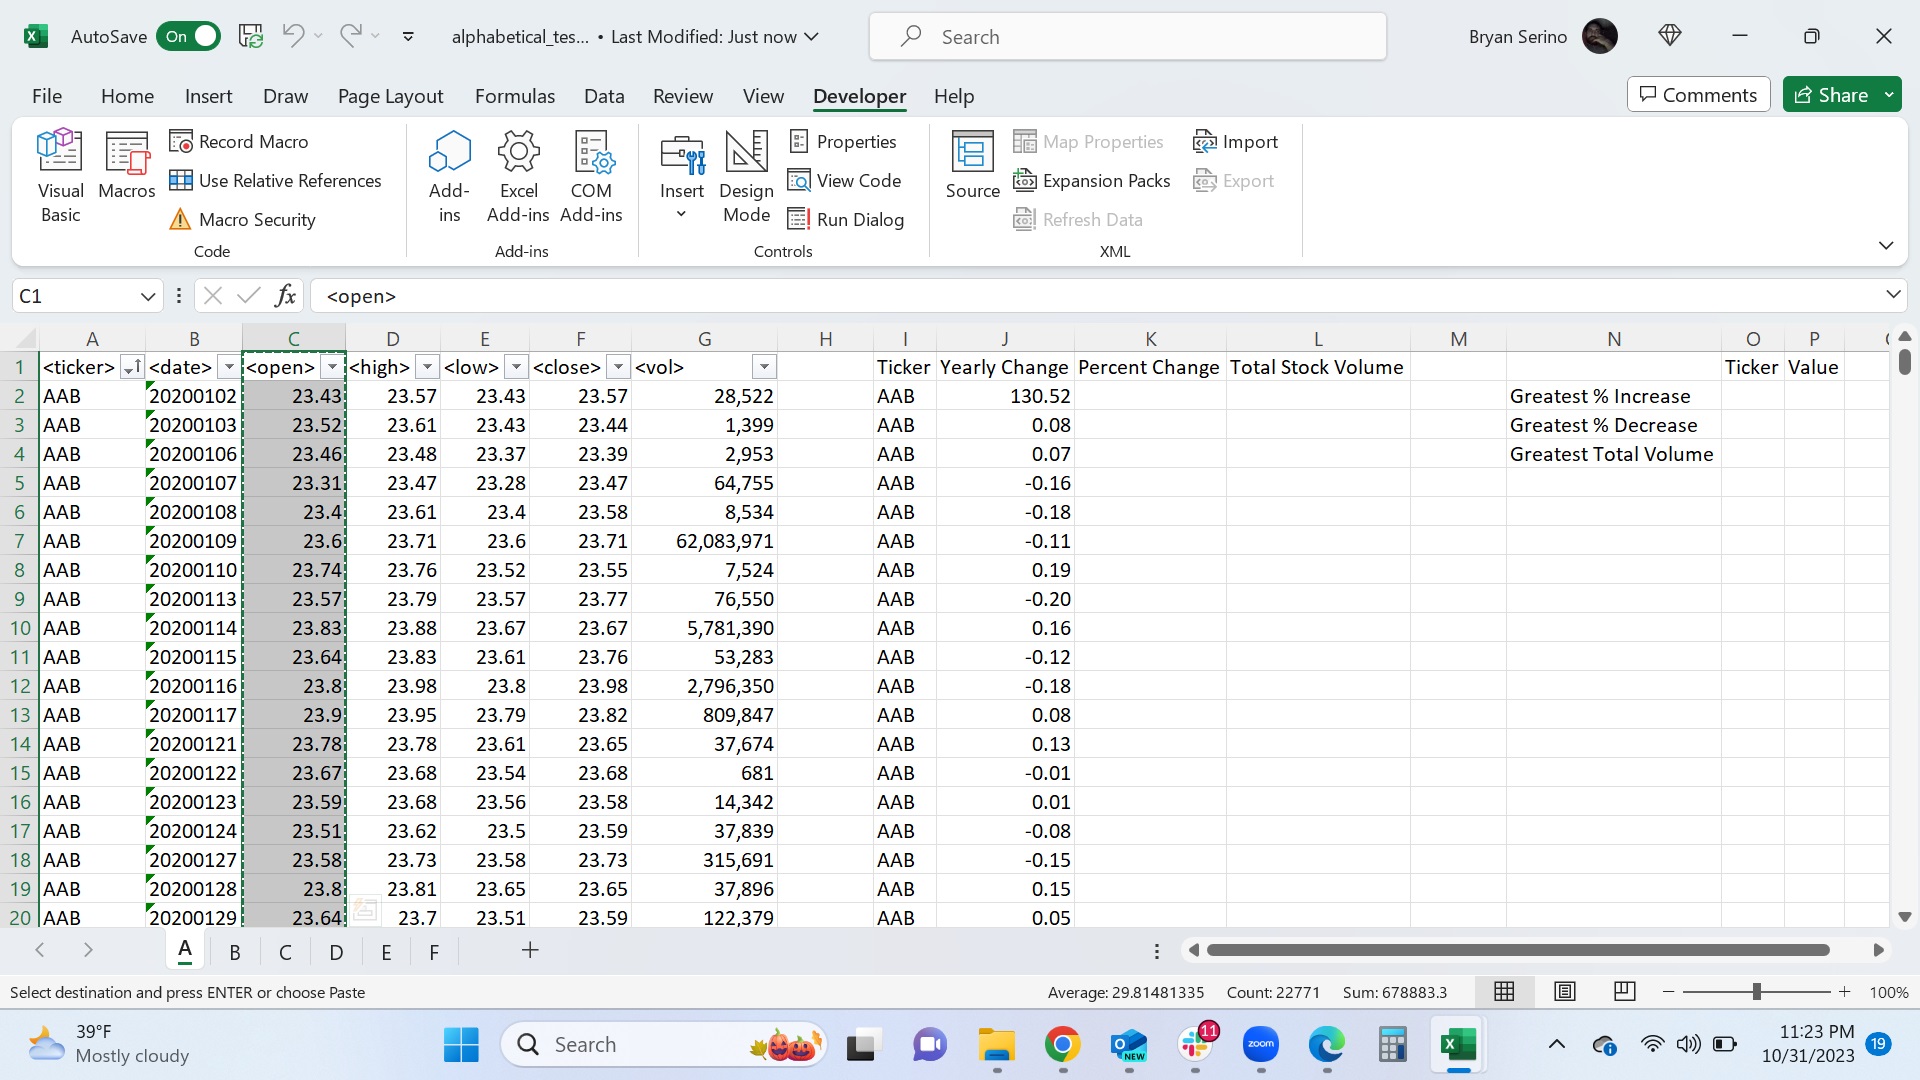 AutoSave On alphabetical_tes... • Last Modified: Just now Search Bryan Serino
File Home Insert Draw Page Layout Formulas Data Review View Developer Help Comments Share
Visual Basic
Macros
Record Macro
Use Relative References
Macro Security
Code
Add-ins
Excel Add-ins
COM Add-ins
Add-ins
Insert
Design Mode
Properties
View Code
Run Dialog
Controls
Source
Map Properties
Expansion Packs
Refresh Data
Import
Export
XML
C1 fx <open>
A B C D E F G H I J K L M N O P
1 <ticker> <date> <open> <high> <low> <close> <vol> Ticker Yearly Change Percent Change Total Stock Volume Ticker Value
2 AAB 20200102 23.43 23.57 23.43 23.57 28,522 AAB 130.52 Greatest % Increase
3 AAB 20200103 23.52 23.61 23.43 23.44 1,399 AAB 0.08 Greatest % Decrease
4 AAB 20200106 23.46 23.48 23.37 23.39 2,953 AAB 0.07 Greatest Total Volume
5 AAB 20200107 23.31 23.47 23.28 23.47 64,755 AAB -0.16
6 AAB 20200108 23.4 23.61 23.4 23.58 8,534 AAB -0.18
7 AAB 20200109 23.6 23.71 23.6 23.71 62,083,971 AAB -0.11
8 AAB 20200110 23.74 23.76 23.52 23.55 7,524 AAB 0.19
9 AAB 20200113 23.57 23.79 23.57 23.77 76,550 AAB -0.20
10 AAB 20200114 23.83 23.88 23.67 23.67 5,781,390 AAB 0.16
11 AAB 20200115 23.64 23.83 23.61 23.76 53,283 AAB -0.12
12 AAB 20200116 23.8 23.98 23.8 23.98 2,796,350 AAB -0.18
13 AAB 20200117 23.9 23.95 23.79 23.82 809,847 AAB 0.08
14 AAB 20200121 23.78 23.78 23.61 23.65 37,674 AAB 0.13
15 AAB 20200122 23.67 23.68 23.54 23.68 681 AAB -0.01
16 AAB 20200123 23.59 23.68 23.56 23.58 14,342 AAB 0.01
17 AAB 20200124 23.51 23.62 23.5 23.59 37,839 AAB -0.08
18 AAB 20200127 23.58 23.73 23.58 23.73 315,691 AAB -0.15
19 AAB 20200128 23.8 23.81 23.65 23.65 37,896 AAB 0.15
20 AAB 20200129 23.64 23.7 23.51 23.59 122,379 AAB 0.05
A B C D E F
Select destination and press ENTER or choose Paste Average: 29.81481335 Count: 22771 Sum: 678883.3 100%
39°F
Mostly cloudy
Search
NEW
11
zoom
11:23 PM
10/31/2023
19